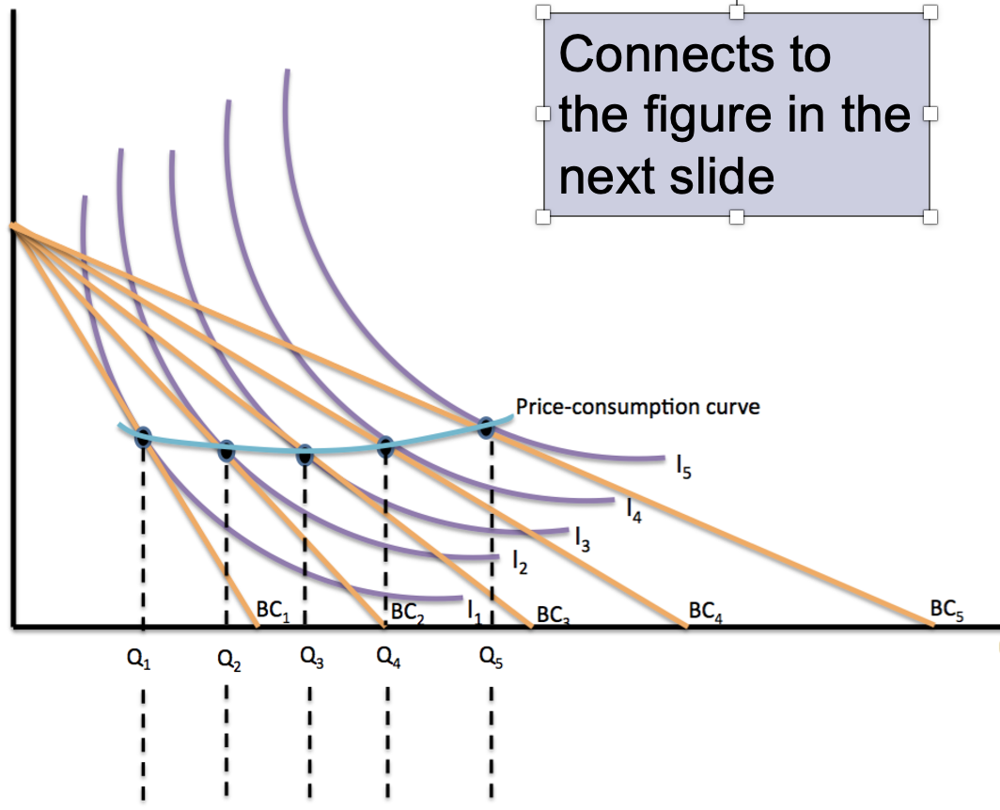 Connects to
the figure in the
next slide
Price-consumption curve
I₅
I₄
I₃
I₂
I₁
BC₁
BC₂
BC₃
BC₄
BC₅
Q₁
Q₂
Q₃
Q₄
Q₅